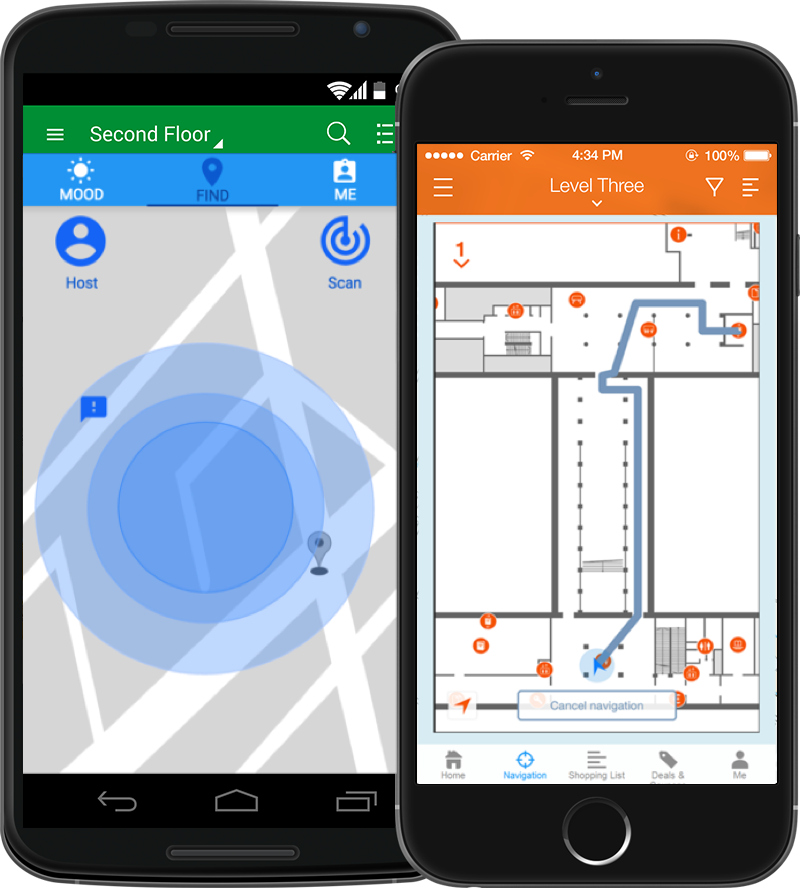 Second Floor
MOOD
FIND
ME
Host
Scan
Carrier
4:34 PM
100%
Level Three
1
Cancel navigation
Home
Navigation
Shopping List
Deals &
Me